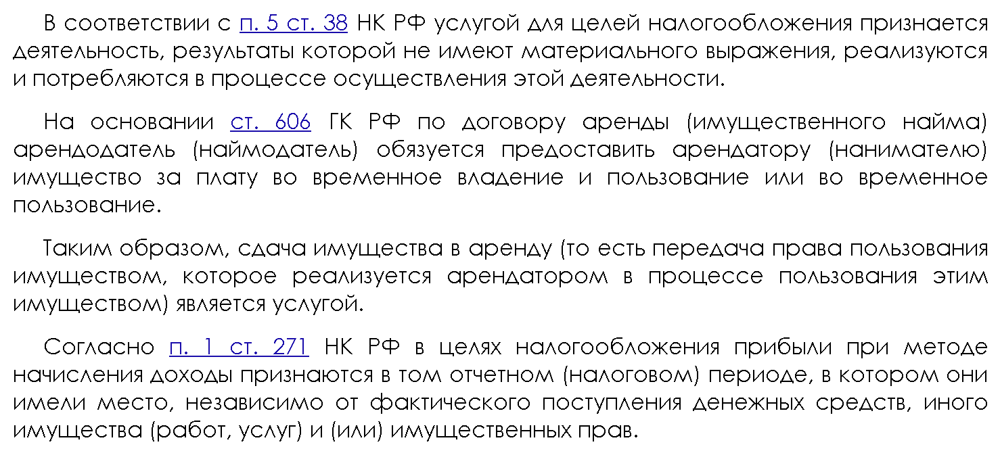 В соответствии с п. 5 ст. 38 НК РФ услугой для целей налогообложения признается
деятельность, результаты которой не имеют материального выражения, реализуются
и потребляются в процессе осуществления этой деятельности.
На основании ст. 606 ГК РФ по договору аренды (имущественного найма)
арендодатель (наймодатель) обязуется предоставить арендатору (нанимателю)
имущество за плату во временное владение и пользование или во временное
пользование.
Таким образом, сдача имущества в аренду (то есть передача права пользования
имуществом, которое реализуется арендатором в процессе пользования этим
имуществом) является услугой.
Согласно п. 1 ст. 271 НК РФ в целях налогообложения прибыли при методе
начисления доходы признаются в том отчетном (налоговом) периоде, в котором они
имели место, независимо от фактического поступления денежных средств, иного
имущества (работ, услуг) и (или) имущественных прав.